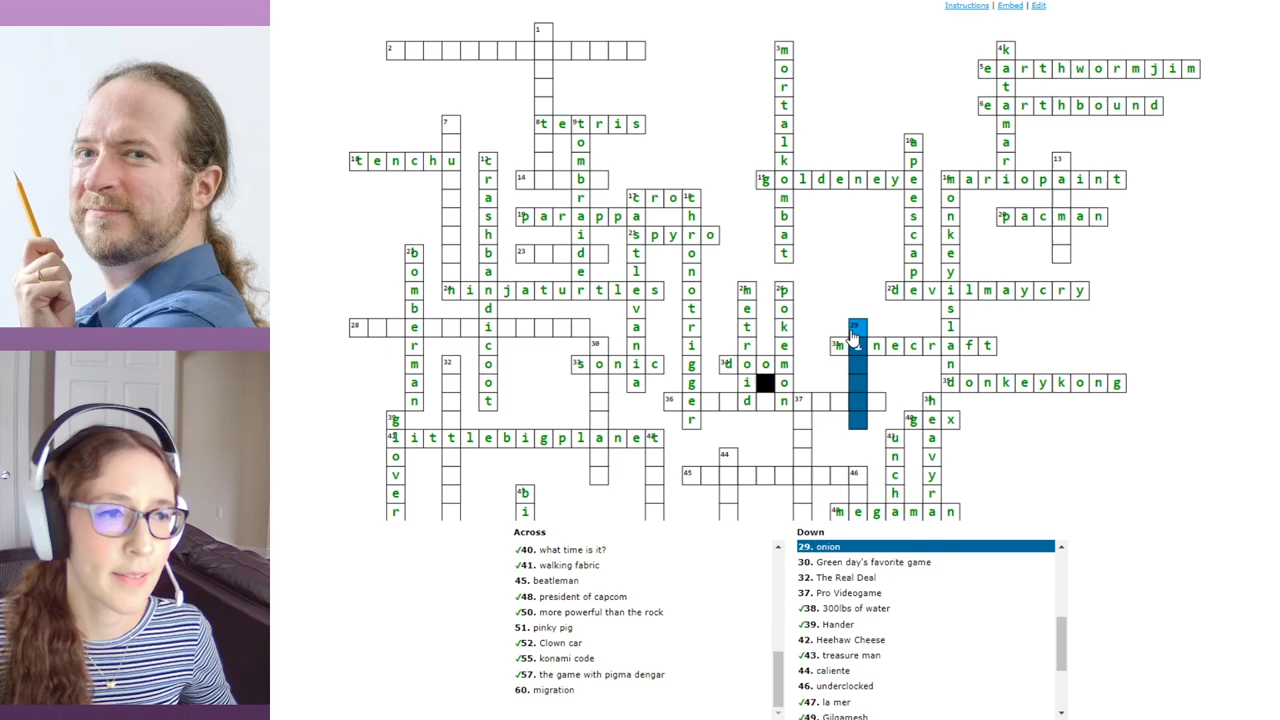 Instructions | Embed | Edit
tetris
tenchu
parappa
crot
spyro
ninjaturtles
sonic
littlebigplanet
goldeneye
doom
minecraft
devilmaycry
donkeykong
gex
megaman
earthwormjim
earthbound
mariopaint
pacman
Across
✓40. what time is it?
✓41. walking fabric
45. beatleman
✓48. president of capcom
✓50. more powerful than the rock
51. pinky pig
✓52. Clown car
✓55. konami code
✓57. the game with pigma dengar
60. migration
Down
29. onion
30. Green day's favorite game
32. The Real Deal
37. Pro Videogame
✓38. 300lbs of water
✓39. Hander
42. Heehaw Cheese
✓43. treasure man
44. caliente
46. underclocked
✓47. la mer
✓49. Gilgamesh